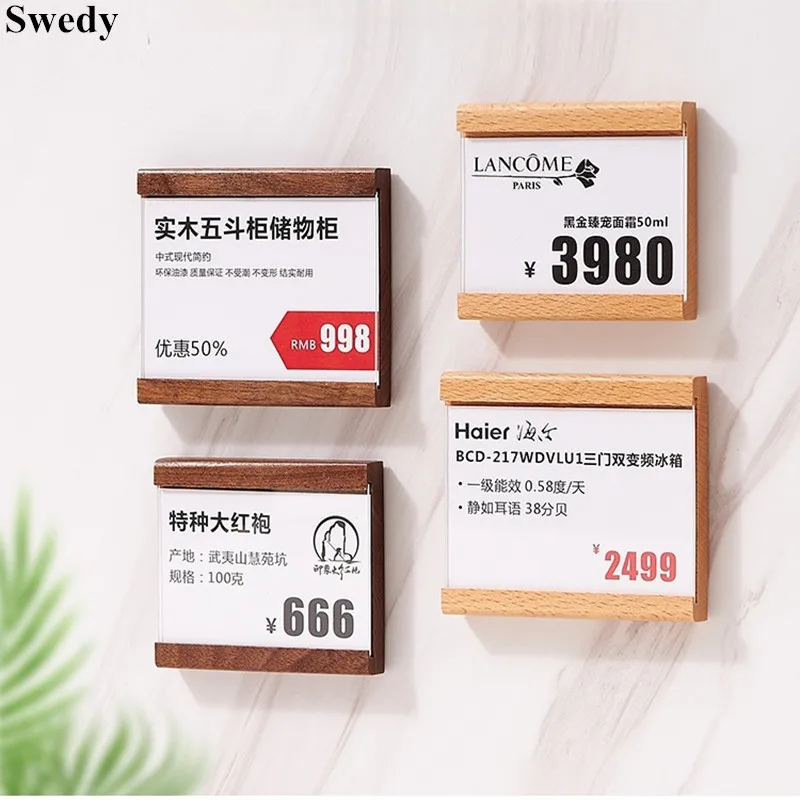 Swedy
实木五斗柜储物柜
中式现代简约
环保油漆 质量保证 不受潮 不变形 结实耐用
优惠50%
RMB 998
LANCÔME
PARIS
黑金臻宠面霜50ml
¥ 3980
特种大红袍
产地：武夷山慧苑坑
规格：100克
¥ 666
Haier 海尔
BCD-217WDVLU1三门双变频冰箱
• 一级能效 0.58度/天
• 静如耳语 38分贝
¥ 2499